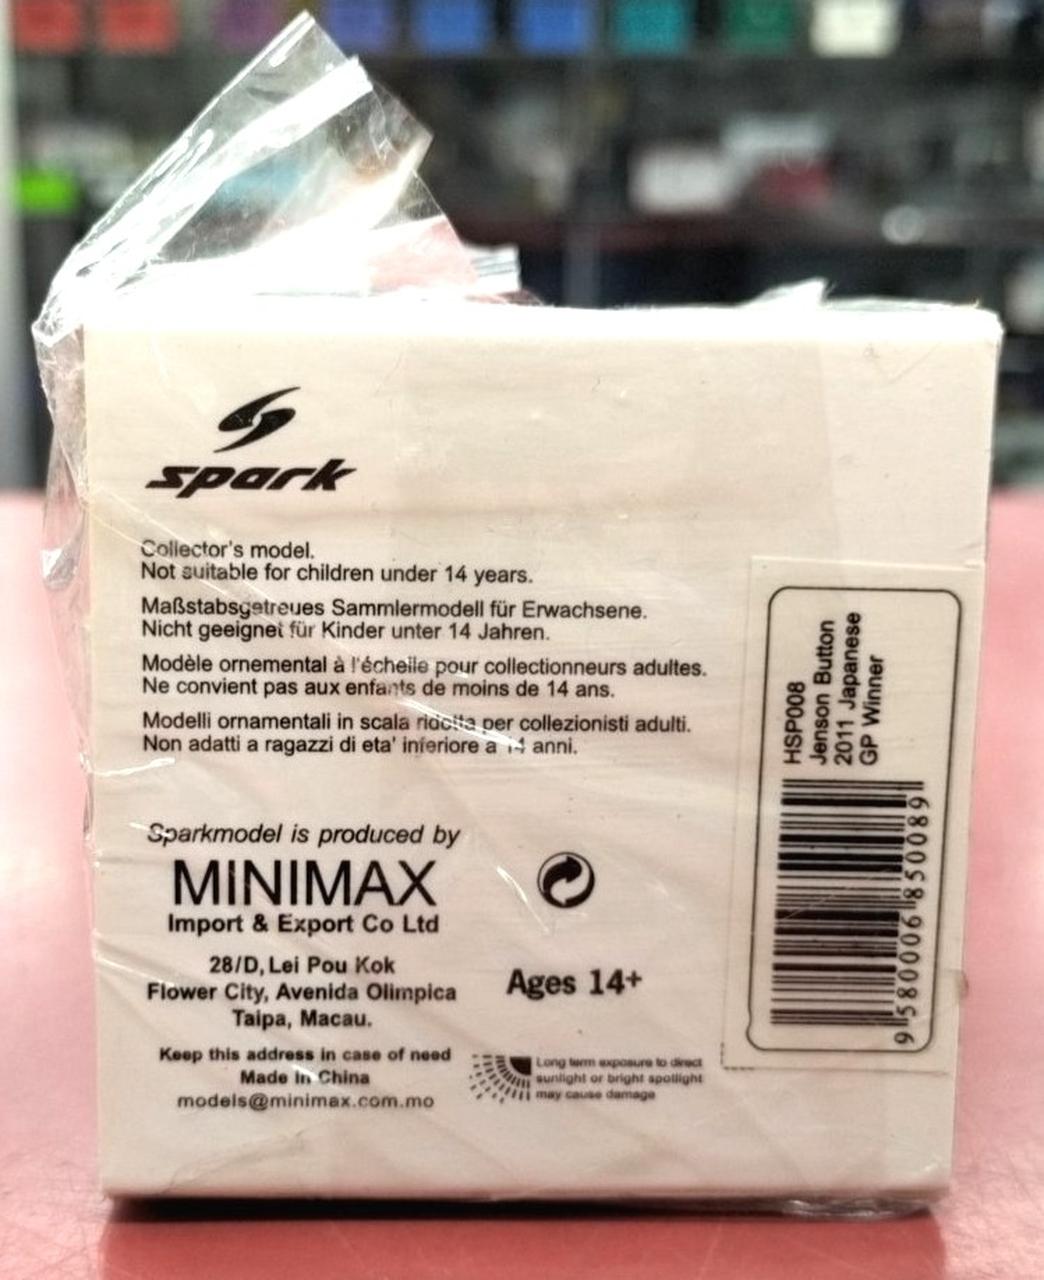 spark
Collector's model.
Not suitable for children under 14 years.
Maßstabsgetreues Sammlermodell für Erwachsene.
Nicht geeignet für Kinder unter 14 Jahren.
Modèle ornemental à l'échelle pour collectionneurs adultes.
Ne convient pas aux enfants de moins de 14 ans.
Modelli ornamentali in scala ridotta per collezionisti adulti.
Non adatti a ragazzi di eta' inferiore a 14 anni.
Sparkmodel is produced by
MINIMAX
Import & Export Co Ltd
28/D, Lei Pou Kok
Flower City, Avenida Olimpica
Taipa, Macau.
Keep this address in case of need
Made In China
models@minimax.com.mo
Ages 14+
Long term exposure to direct
sunlight or bright spotlight
may cause damage
HSP008
Jenson Button
2011 Japanese
GP Winner
9 580006 850089